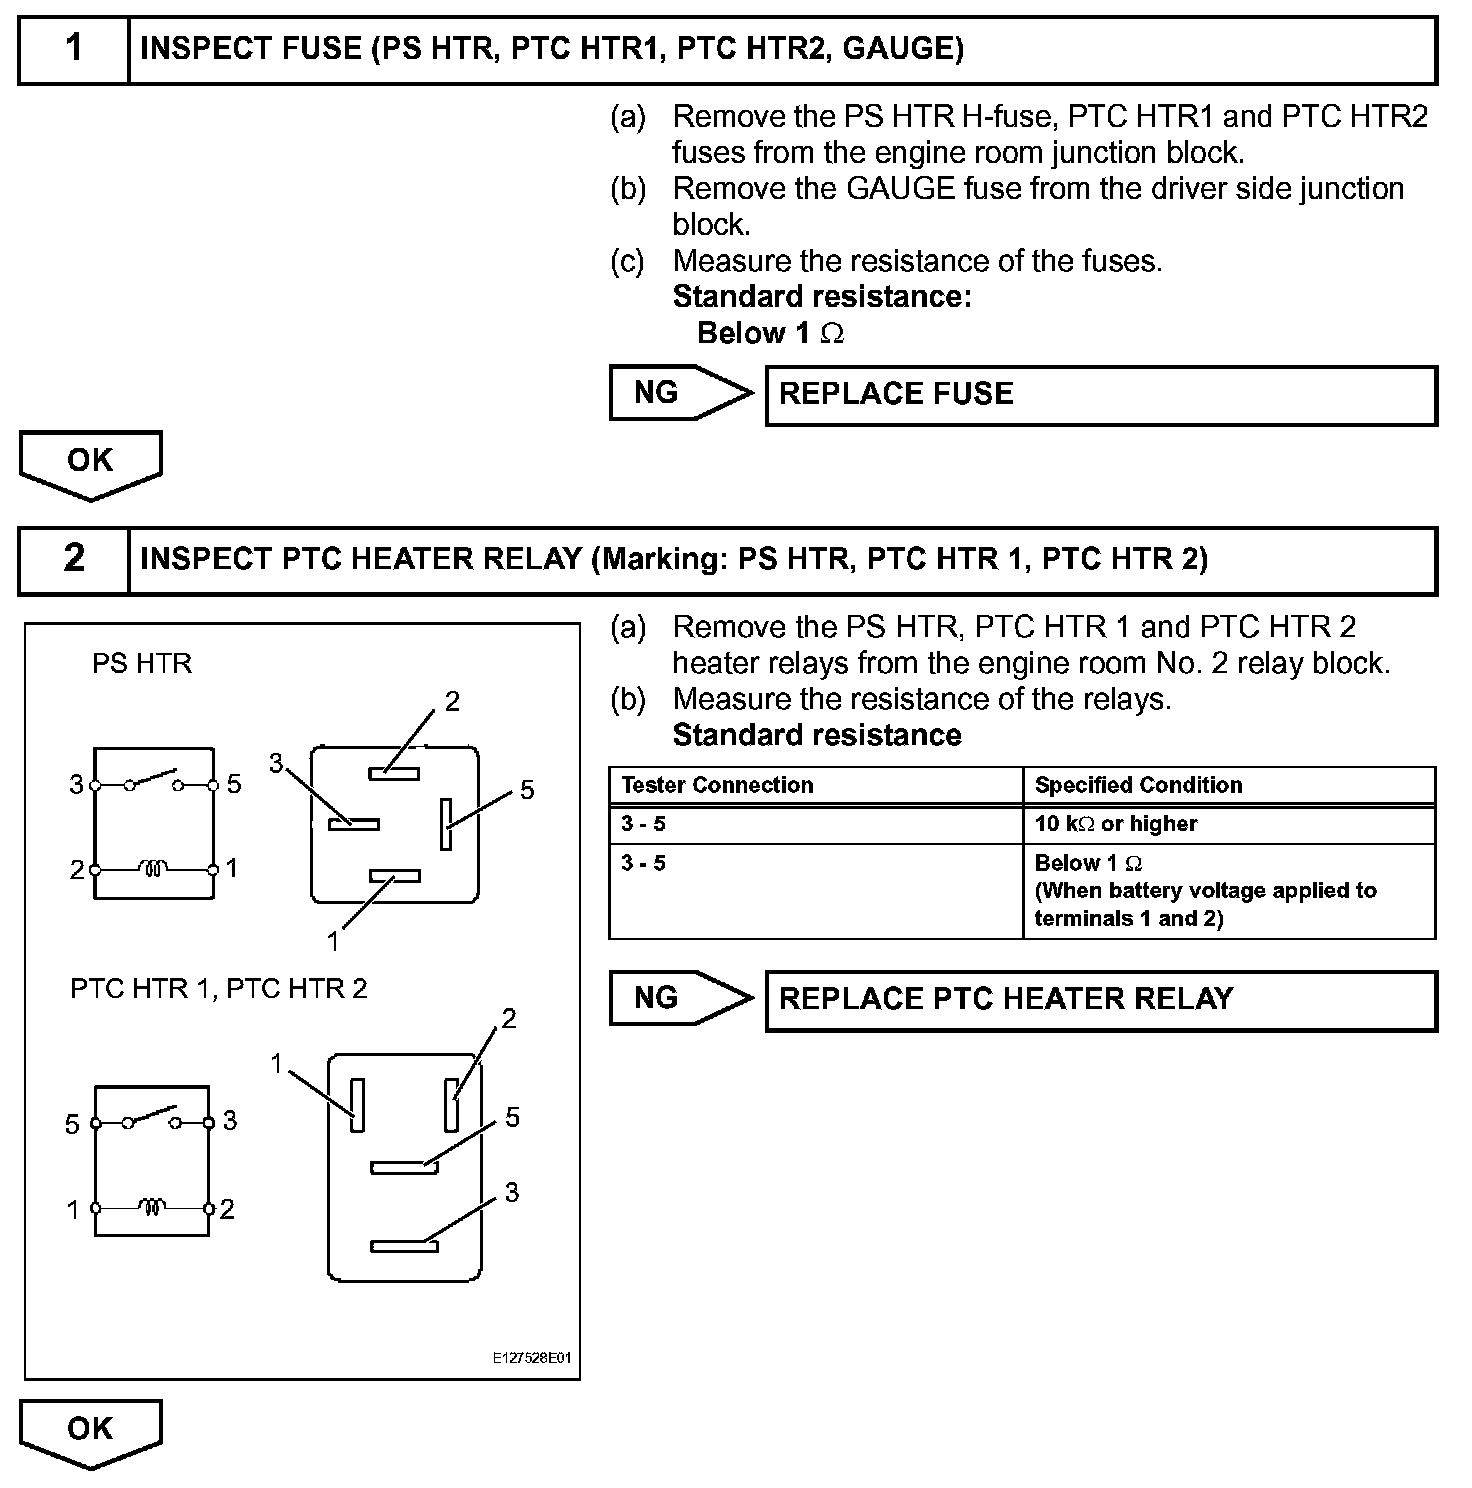 1 INSPECT FUSE (PS HTR, PTC HTR1, PTC HTR2, GAUGE)
(a) Remove the PS HTR H-fuse, PTC HTR1 and PTC HTR2
fuses from the engine room junction block.
(b) Remove the GAUGE fuse from the driver side junction
block.
(c) Measure the resistance of the fuses.
Standard resistance:
Below 1 Ω
NG REPLACE FUSE
OK
2 INSPECT PTC HEATER RELAY (Marking: PS HTR, PTC HTR 1, PTC HTR 2)
PS HTR
2
3
3 5
5
2 1
1
PTC HTR 1, PTC HTR 2
2
1
5 3
5
3
1 2
E127528E01
(a) Remove the PS HTR, PTC HTR 1 and PTC HTR 2
heater relays from the engine room No. 2 relay block.
(b) Measure the resistance of the relays.
Standard resistance
Tester Connection Specified Condition
3 - 5 10 kΩ or higher
3 - 5 Below 1 Ω
(When battery voltage applied to
terminals 1 and 2)
NG REPLACE PTC HEATER RELAY
OK